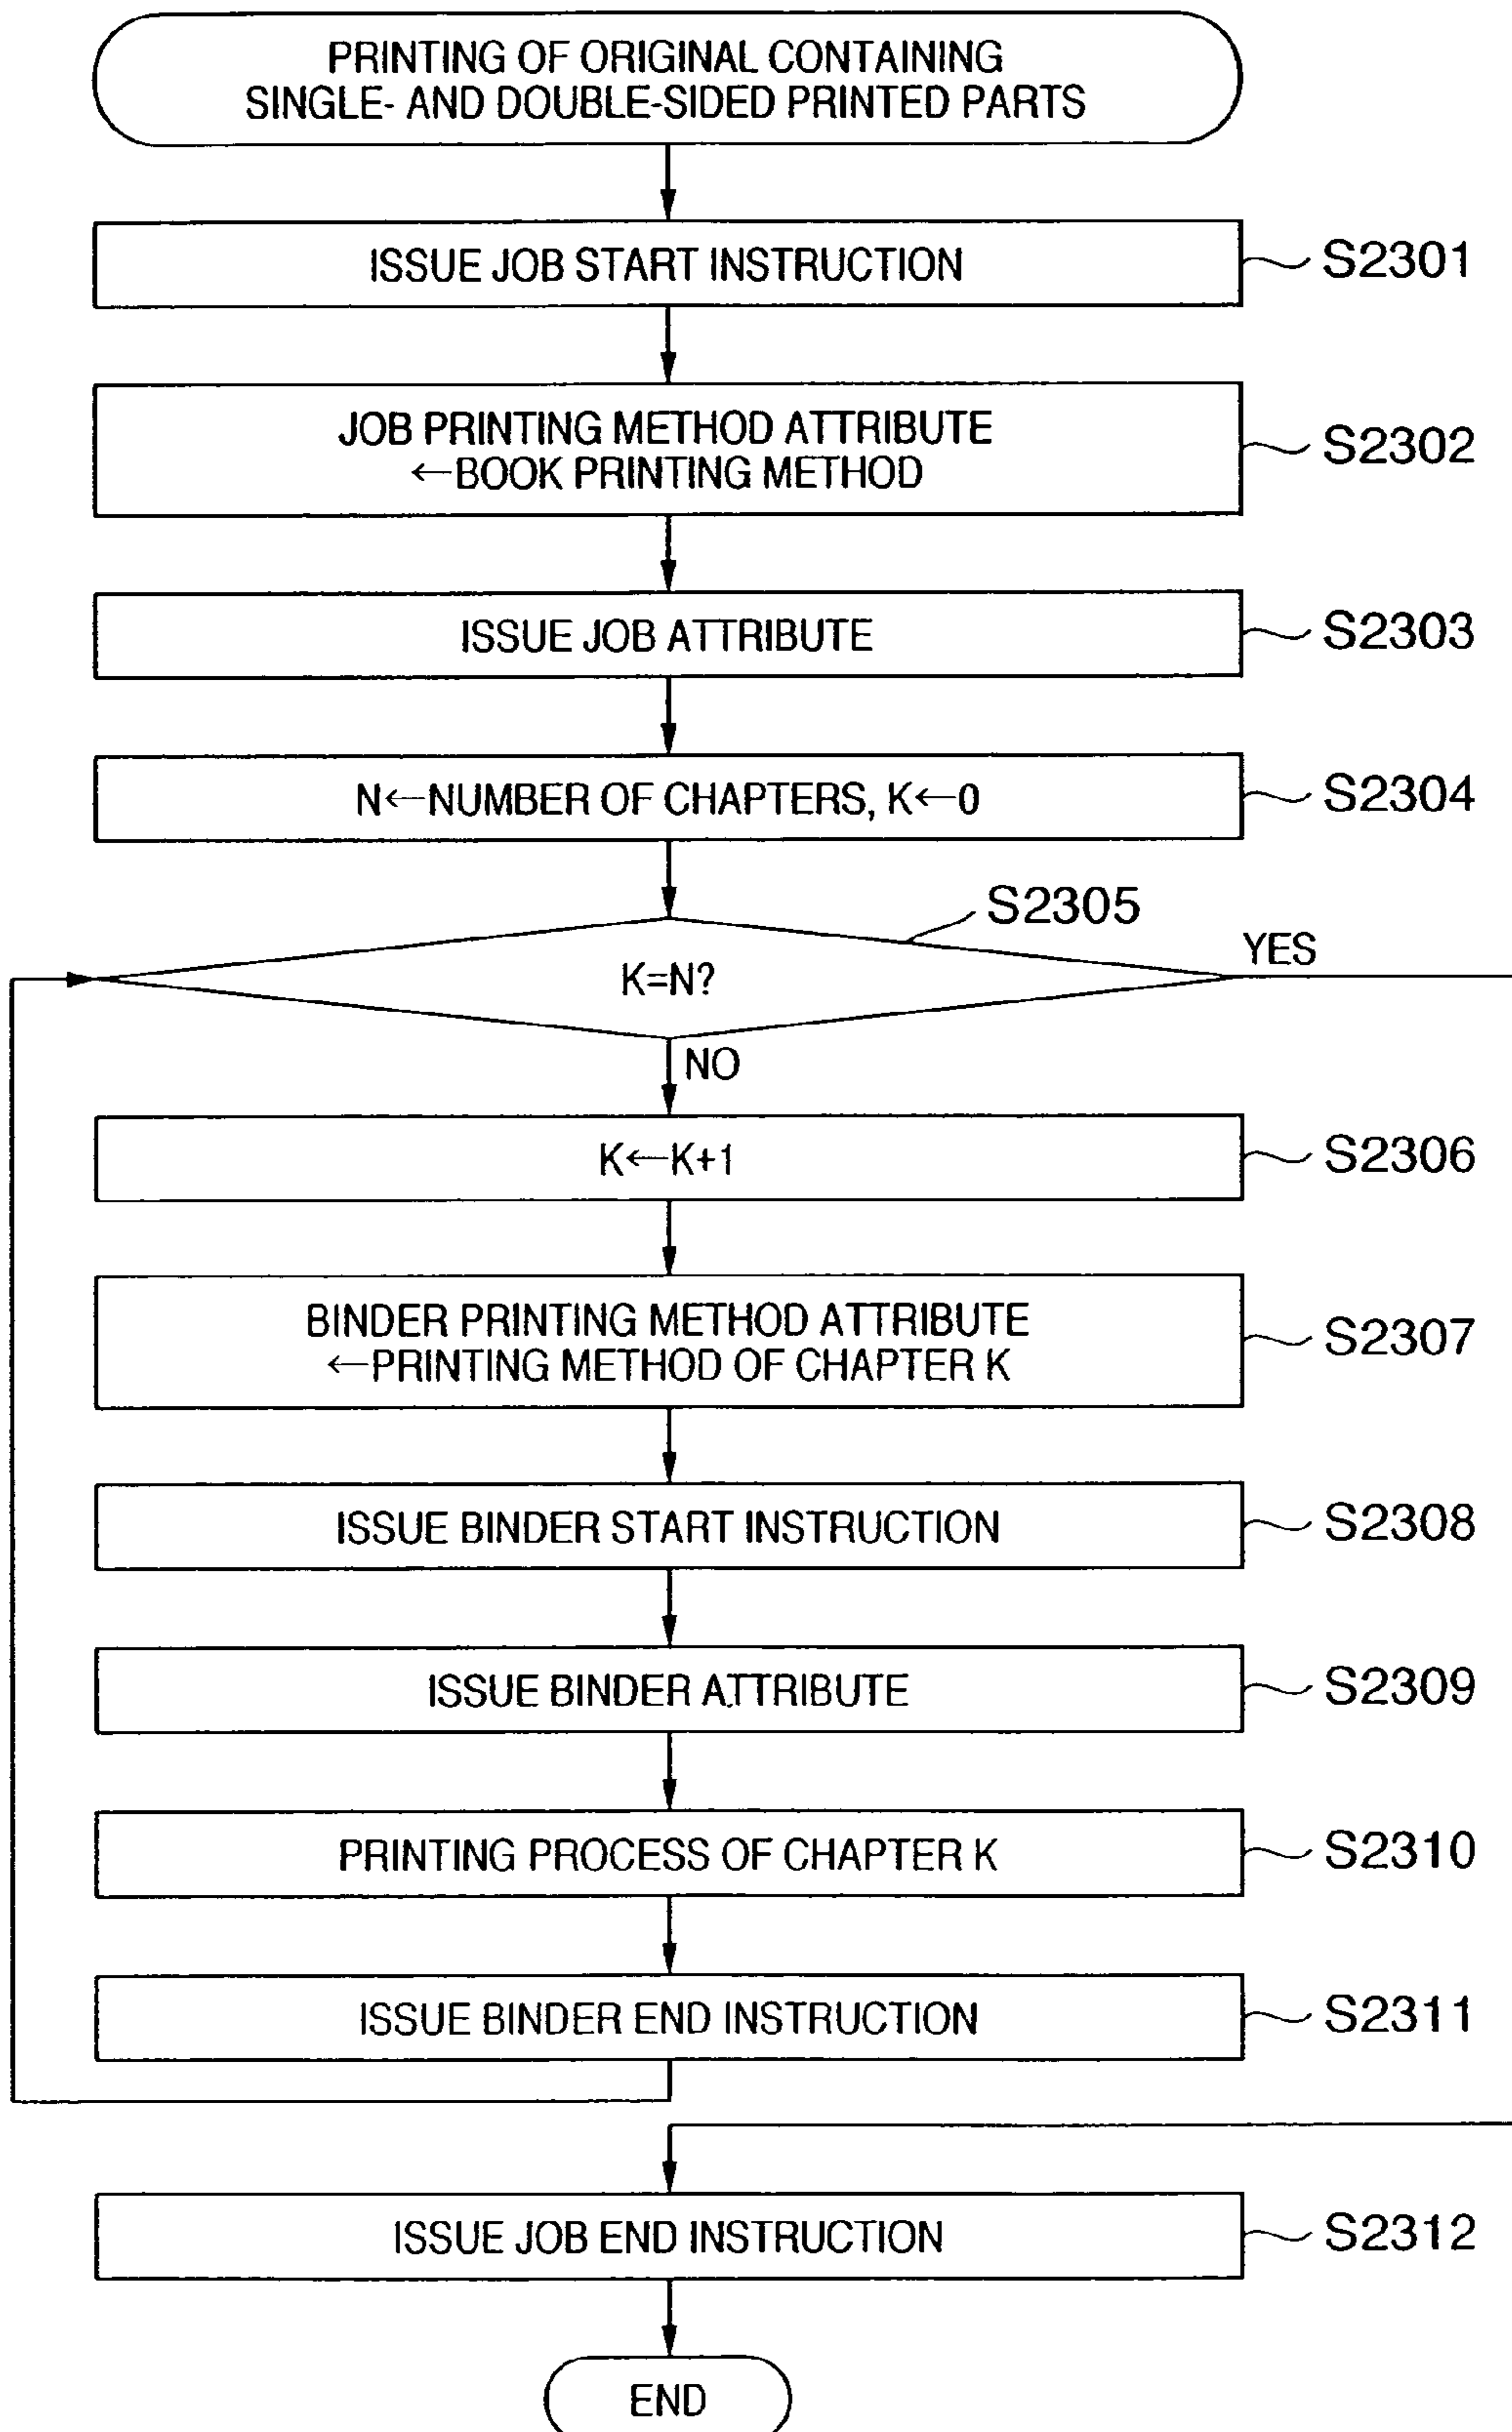 PRINTING OF ORIGINAL CONTAINING
SINGLE- AND DOUBLE-SIDED PRINTED PARTS
ISSUE JOB START INSTRUCTION
S2301
JOB PRINTING METHOD ATTRIBUTE
←BOOK PRINTING METHOD
S2302
ISSUE JOB ATTRIBUTE
S2303
N←NUMBER OF CHAPTERS, K←0
S2304
S2305
K=N?
YES
NO
K←K+1
S2306
BINDER PRINTING METHOD ATTRIBUTE
←PRINTING METHOD OF CHAPTER K
S2307
ISSUE BINDER START INSTRUCTION
S2308
ISSUE BINDER ATTRIBUTE
S2309
PRINTING PROCESS OF CHAPTER K
S2310
ISSUE BINDER END INSTRUCTION
S2311
ISSUE JOB END INSTRUCTION
S2312
END